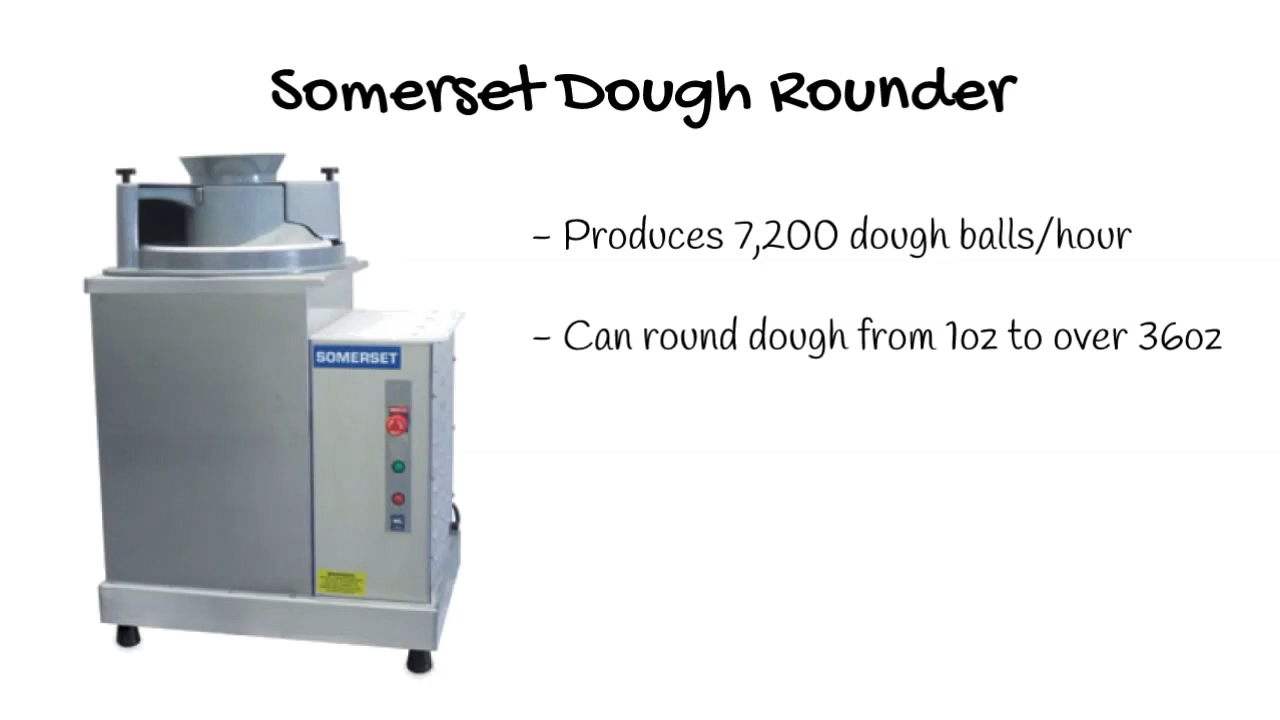 Somerset Dough Rounder
- Produces 7,200 dough balls/hour
- Can round dough from 1oz to over 36oz
SOMERSET